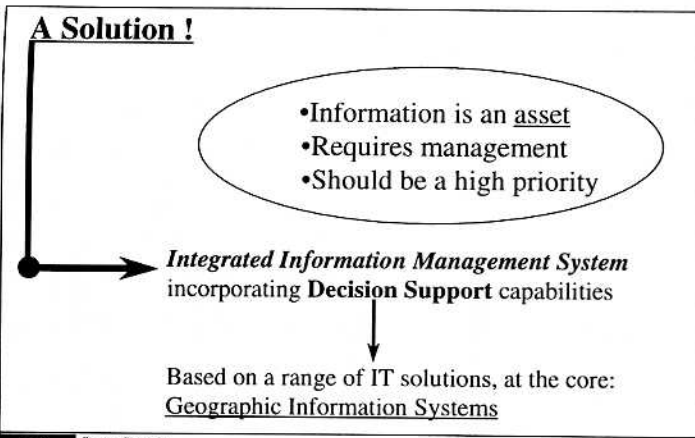 A Solution !
•Information is an asset
•Requires management
•Should be a high priority
Integrated Information Management System
incorporating Decision Support capabilities
Based on a range of IT solutions, at the core:
Geographic Information Systems